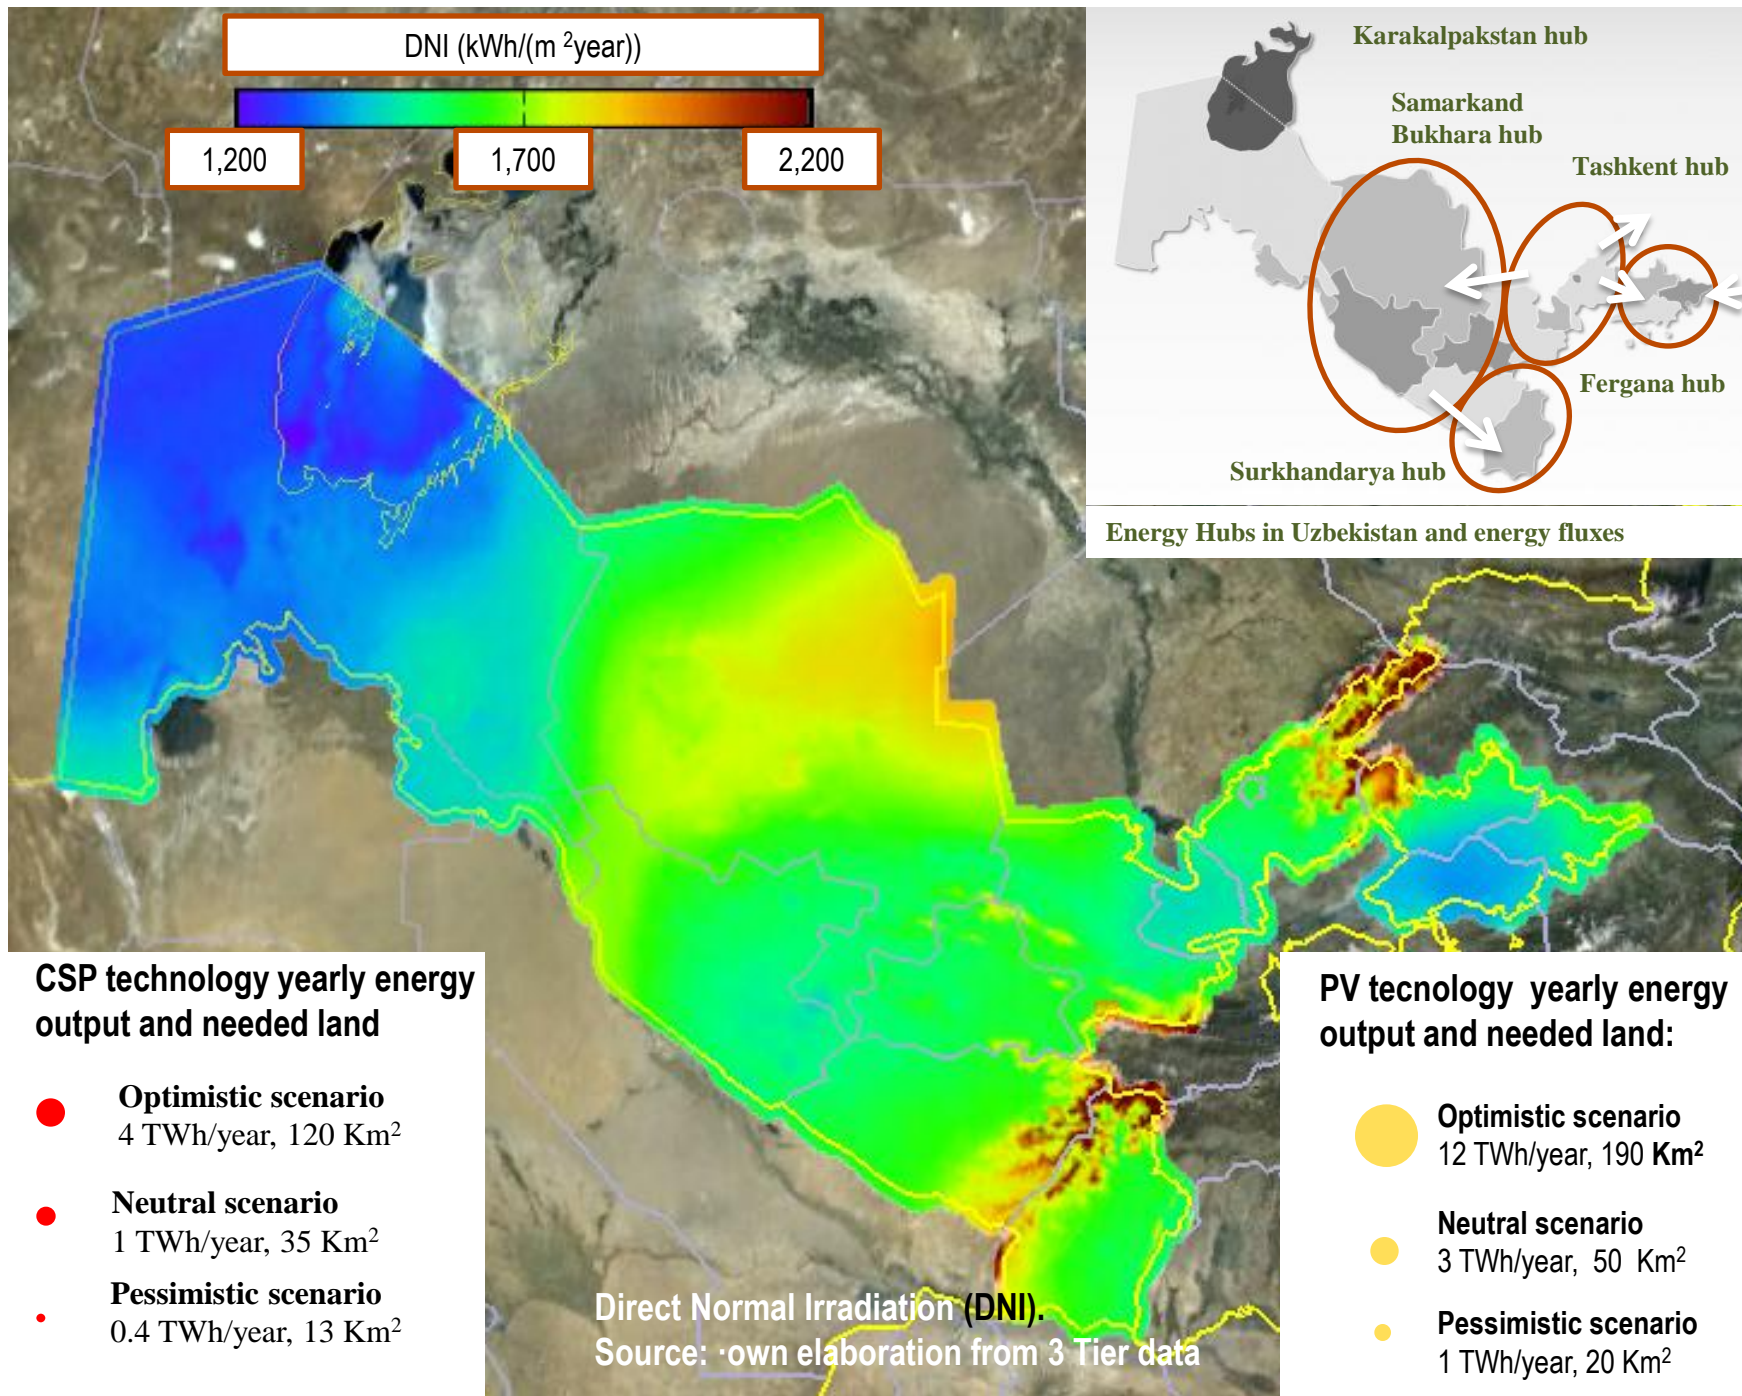 DNI (kWh/(m ²year))
1,200
1,700
2,200
Karakalpakstan hub
Samarkand
Bukhara hub
Tashkent hub
Fergana hub
Surkhandarya hub
Energy Hubs in Uzbekistan and energy fluxes
CSP technology yearly energy
output and needed land
Optimistic scenario
4 TWh/year, 120 Km²
Neutral scenario
1 TWh/year, 35 Km²
Pessimistic scenario
0.4 TWh/year, 13 Km²
Direct Normal Irradiation (DNI).
Source: ·own elaboration from 3 Tier data
PV tecnology yearly energy
output and needed land:
Optimistic scenario
12 TWh/year, 190 Km²
Neutral scenario
3 TWh/year, 50 Km²
Pessimistic scenario
1 TWh/year, 20 Km²